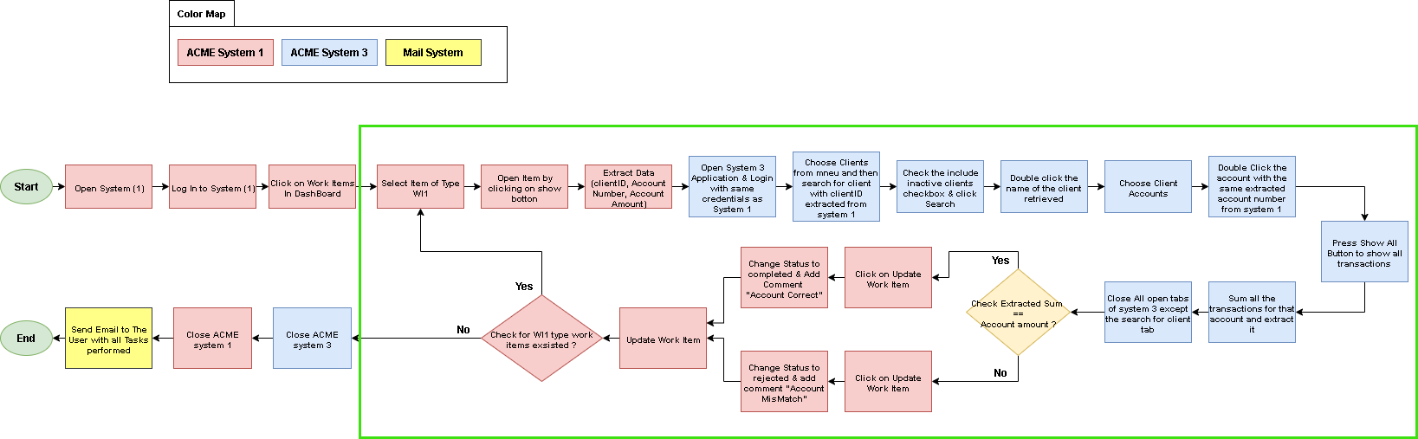 Color Map
ACME System 1
ACME System 3
Mail System
Start
Open System (1)
Log In to System (1)
Click on Work Items
In DashBoard
Select Item of Type
WI1
Open Item by
clicking on show
botton
Extract Data
(clientID, Account
Number, Account
Amount)
Open System 3
Application & Login
with same
credentials as
System 1
Choose Clients
from mneu and then
search for client
with clientID
extracted from
system 1
Check the include
inactive clients
checkbox & click
Search
Double click the
name of the client
retrieved
Choose Client
Accounts
Double Click the
account with the
same extracted
account number
from system 1
Press Show All
Button to show all
transactions
Sum all the
transactions for that
account and extract
it
Close All open tabs
of system 3 except
the search for client
tab
Check Extracted Sum
==
Account amount ?
Yes
Click on Update
Work Item
Change Status to
completed & Add
Comment
"Account Correct"
No
Click on Update
Work Item
Change Status to
rejected & add
comment "Account
MisMatch"
Update Work Item
Check for WI1 type work
items exsisted ?
Yes
No
Close ACME
system 3
Close ACME
system 1
Send Email to The
User with all Tasks
performed
End